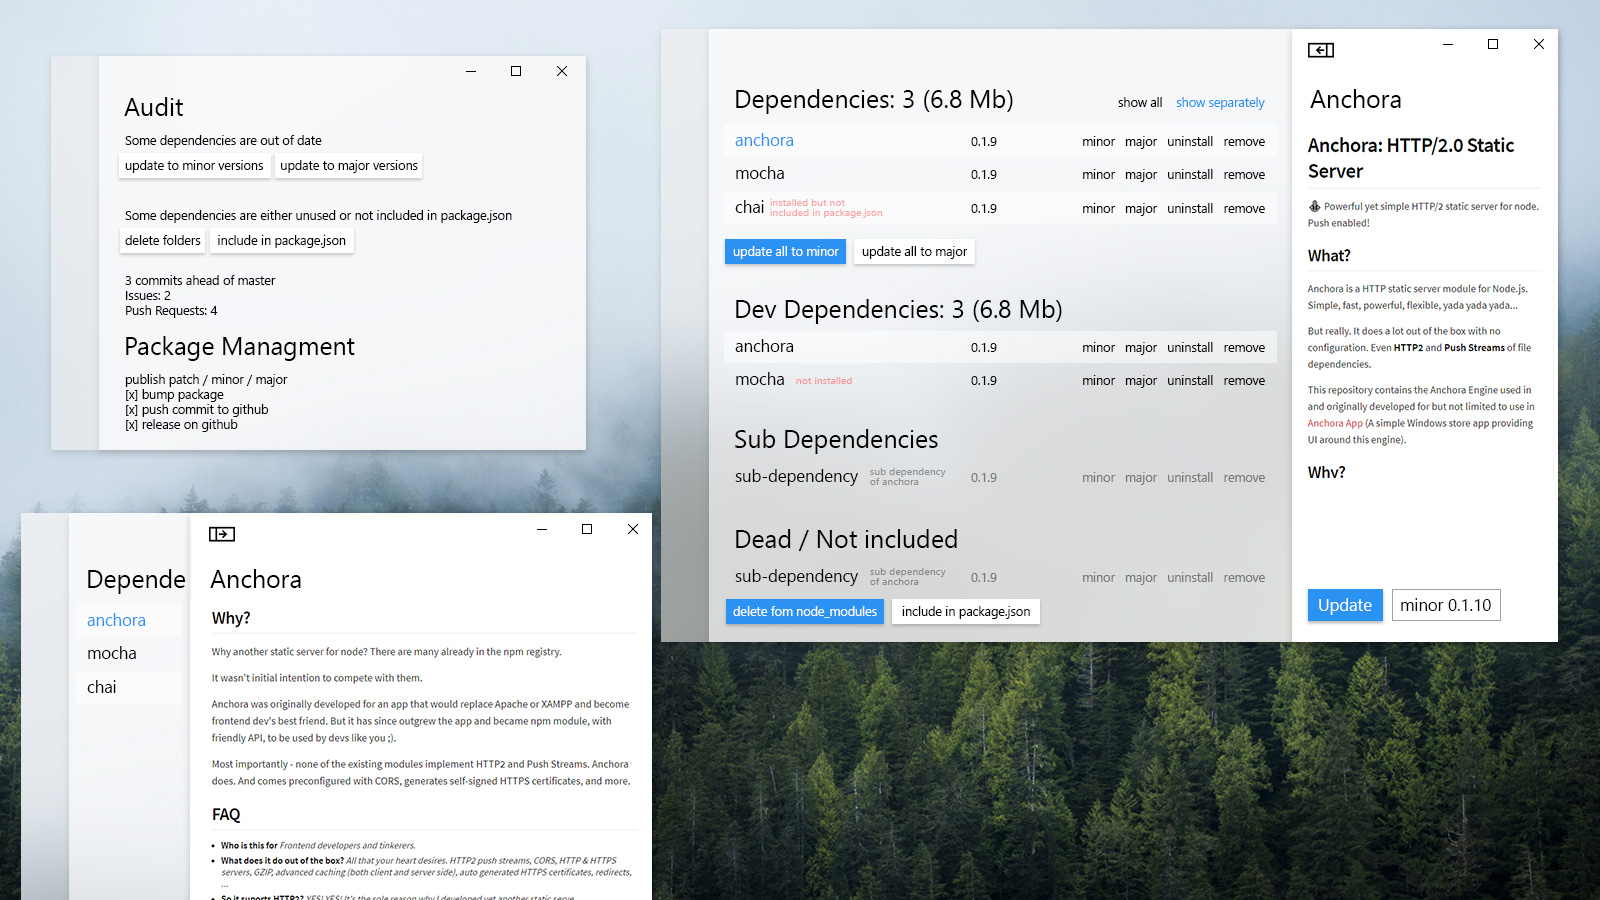 Audit
Some dependencies are out of date
update to minor versions
update to major versions
Some dependencies are either unused or not included in package.json
delete folders
include in package.json
3 commits ahead of master
Issues: 2
Push Requests: 4
Package Managment
publish patch / minor / major
[x] bump package
[x] push commit to github
[x] release on github
Dependencies: 3 (6.8 Mb)
show all
show separately
anchora 0.1.9 minor major uninstall remove
mocha 0.1.9 minor major uninstall remove
chai installed but not
included in package.json 0.1.9 minor major uninstall remove
update all to minor
update all to major
Dev Dependencies: 3 (6.8 Mb)
anchora 0.1.9 minor major uninstall remove
mocha not installed 0.1.9 minor major uninstall remove
Sub Dependencies
sub-dependency sub dependency
of anchora 0.1.9 minor major uninstall remove
Dead / Not included
sub-dependency sub dependency
of anchora 0.1.9 minor major uninstall remove
delete fom node_modules
include in package.json
Anchora
Anchora: HTTP/2.0 Static
Server
Powerful yet simple HTTP/2 static server for node.
Push enabled!
What?
Anchora is a HTTP static server module for Node.js.
Simple, fast, powerful, flexible, yada yada yada...
But really. It does a lot out of the box with no
configuration. Even HTTP2 and Push Streams of file
dependencies.
This repository contains the Anchora Engine used in
and originally developed for but not limited to use in
Anchora App (A simple Windows store app providing
UI around this engine).
Why?
Update
minor 0.1.10
Depende
anchora
mocha
chai
Anchora
Why?
Why another static server for node? There are many already in the npm registry.
It wasn't initial intention to compete with them.
Anchora was originally developed for an app that would replace Apache or XAMPP and become
frontend dev's best friend. But it has since outgrew the app and became npm module, with
friendly API, to be used by devs like you ;).
Most importantly - none of the existing modules implement HTTP2 and Push Streams. Anchora
does. And comes preconfigured with CORS, generates self-signed HTTPS certificates, and more.
FAQ
• Who is this for Frontend developers and tinkerers.
• What does it do out of the box? All that your heart desires. HTTP2 push streams, CORS, HTTP & HTTPS
servers, GZIP, advanced caching (both client and server side), auto generated HTTPS certificates, redirects,
...
• So it suports HTTP2? YES! YES! It's the sole reason why I developed yet another static serve